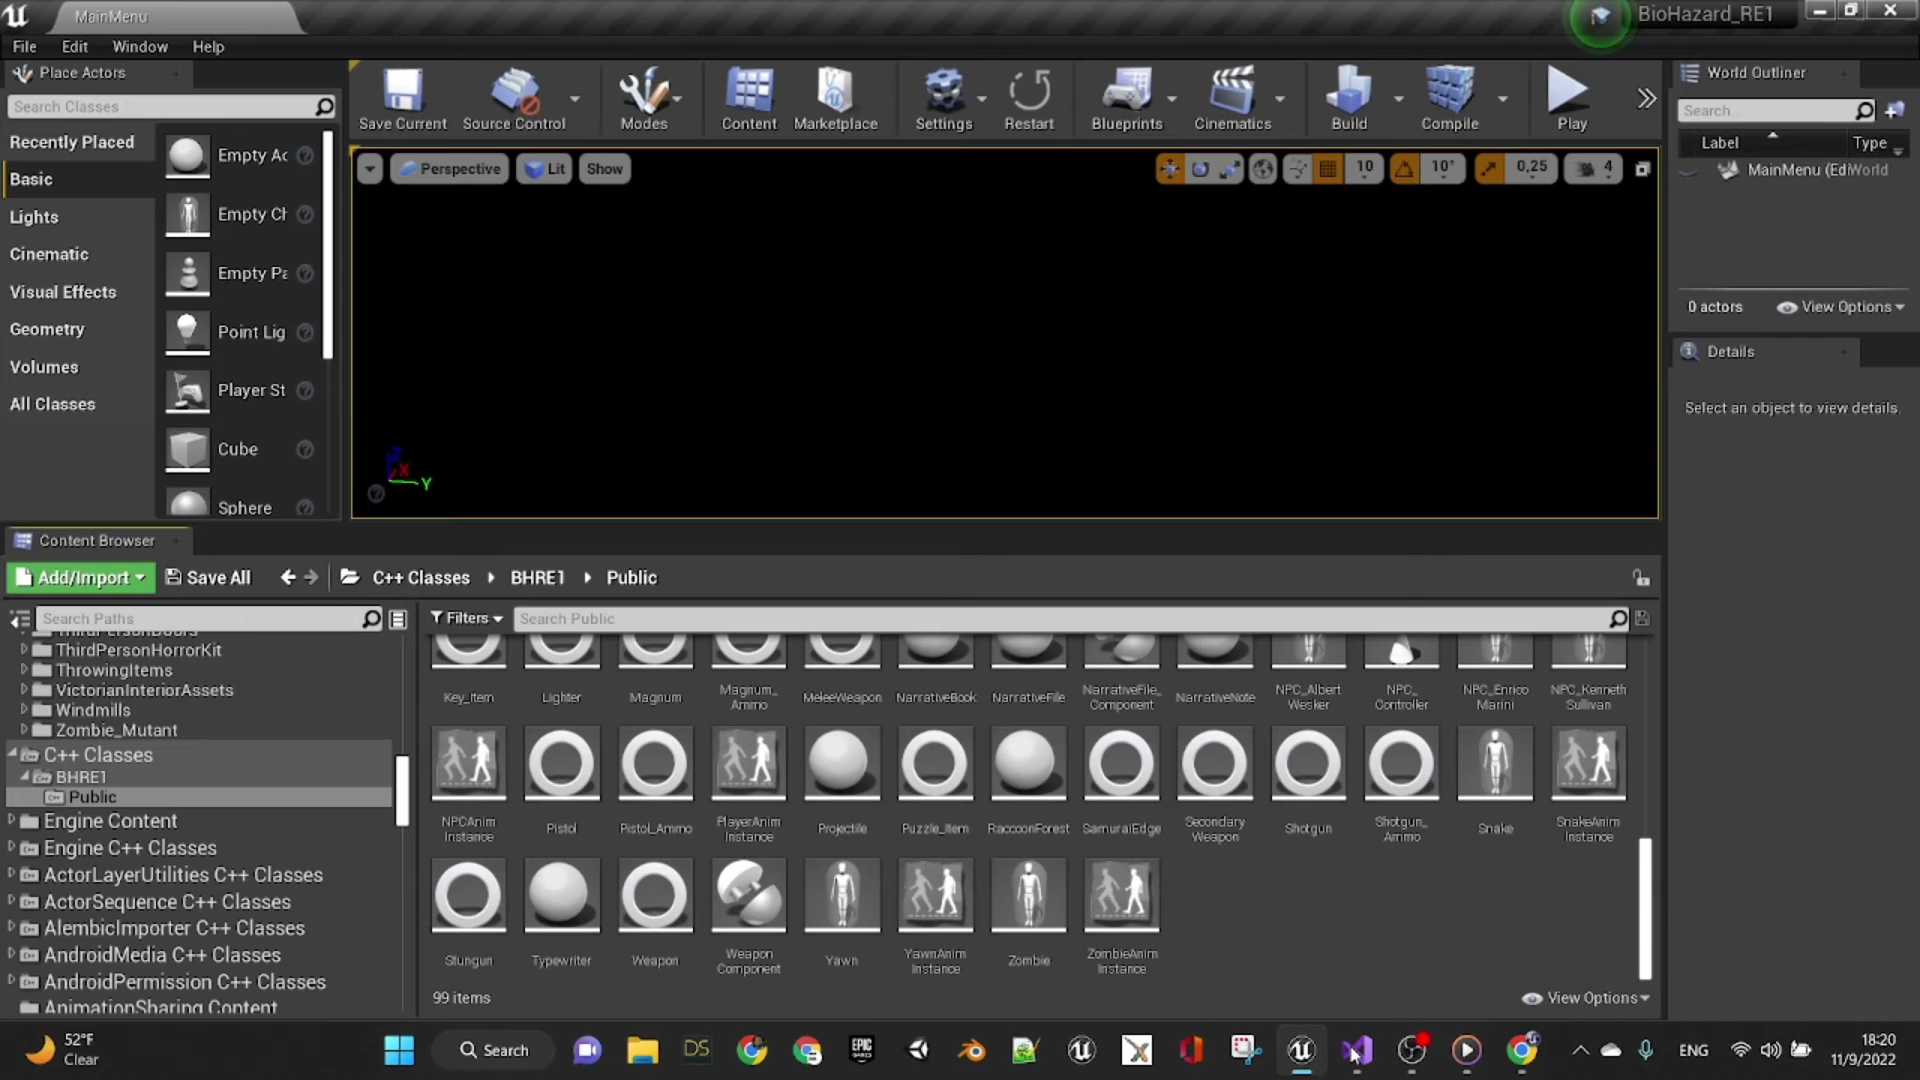 MainMenu
BioHazard_RE1
File Edit Window Help
Place Actors
Search Classes
Recently Placed
Basic
Lights
Cinematic
Visual Effects
Geometry
Volumes
All Classes
Empty Ac
Empty Ch
Empty Pa
Point Lig
Player St
Cube
Sphere
Save Current
Source Control
Modes
Content
Marketplace
Settings
Restart
Blueprints
Cinematics
Build
Compile
Play
Perspective
Lit
Show
10
10°
0,25
4
X
Y
World Outliner
Search...
Label Type
MainMenu (Edi World
0 actors
View Options
Details
Select an object to view details.
Content Browser
Add/Import
Save All
C++ Classes
BHRE1
Public
Search Paths
Filters
Search Public
ThirdPersonDoors
ThirdPersonHorrorKit
ThrowingItems
VictorianInteriorAssets
Windmills
Zombie_Mutant
C++ Classes
BHRE1
Public
Engine Content
Engine C++ Classes
ActorLayerUtilities C++ Classes
ActorSequence C++ Classes
AlembicImporter C++ Classes
AndroidMedia C++ Classes
AndroidPermission C++ Classes
AnimationSharing Content
Key_Item
Lighter
Magnum
Magnum_
Ammo
MeleeWeapon
NarrativeBook
NarrativeFile
NarrativeFile_
Component
NarrativeNote
NPC_Albert
Wesker
NPC_
Controller
NPC_Enrico
Marini
NPC_Kenneth
Sullivan
NPCAnim
Instance
Pistol
Pistol_Ammo
PlayerAnim
Instance
Projectile
Puzzle_Item
RaccoonForest
SamuraiEdge
Secondary
Weapon
Shotgun
Shotgun_
Ammo
Snake
SnakeAnim
Instance
Stungun
Typewriter
Weapon
Weapon
Component
Yawn
YawnAnim
Instance
Zombie
ZombieAnim
Instance
99 items
View Options
52°F
Clear
Search
DS
EPIC
GAMES
ENG
18:20
11/9/2022